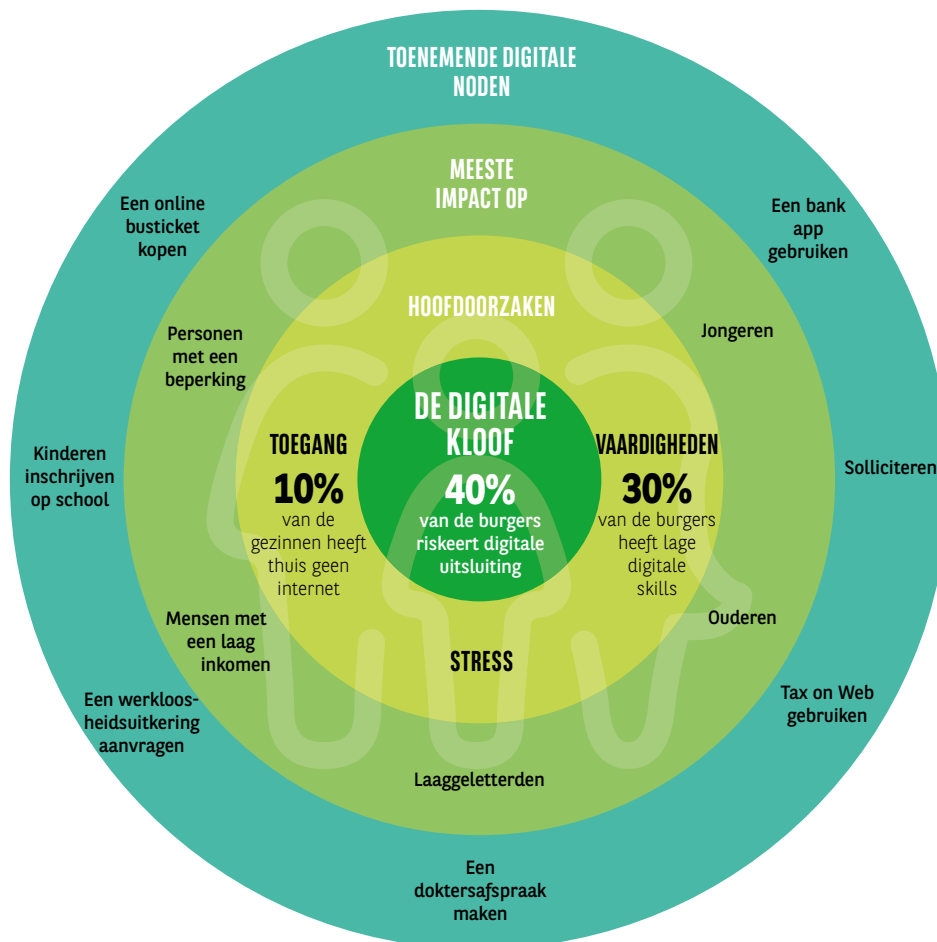 TOENEMENDE DIGITALE
NODEN
MEESTE
IMPACT OP
Een online
busticket
kopen
Een bank
app
gebruiken
HOOFDOORZAKEN
Personen
met een
beperking
Jongeren
DE DIGITALE
KLOOF
40%
van de burgers
riskeert digitale
uitsluiting
TOEGANG
10%
van de
gezinnen heeft
thuis geen
internet
VAARDIGHEDEN
30%
van de burgers
heeft lage
digitale
skills
Kinderen
inschrijven
op school
Solliciteren
Mensen met
een laag
inkomen
Ouderen
STRESS
Een werkloos-
heidsuitkering
aanvragen
Tax on Web
gebruiken
Laaggeletterden
Een
doktersafspraak
maken